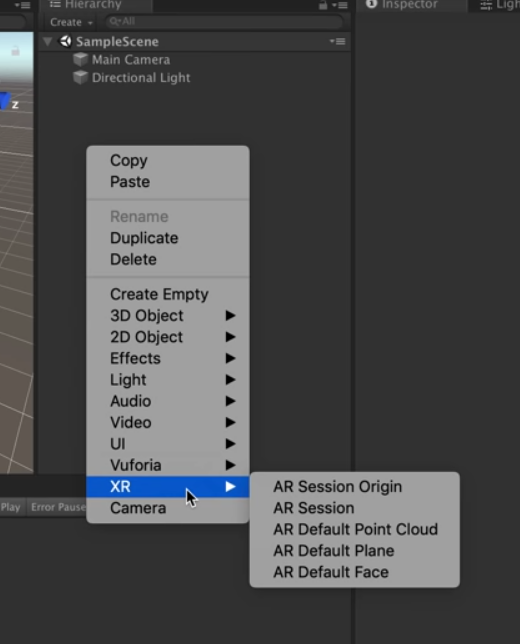 Hierarchy
Inspector
Ligh
Create
All
SampleScene
Main Camera
Directional Light
z
Copy
Paste
Rename
Duplicate
Delete
Create Empty
3D Object
2D Object
Effects
Light
Audio
Video
UI
Vuforia
XR
Camera
AR Session Origin
AR Session
AR Default Point Cloud
AR Default Plane
AR Default Face
Play
Error Pause